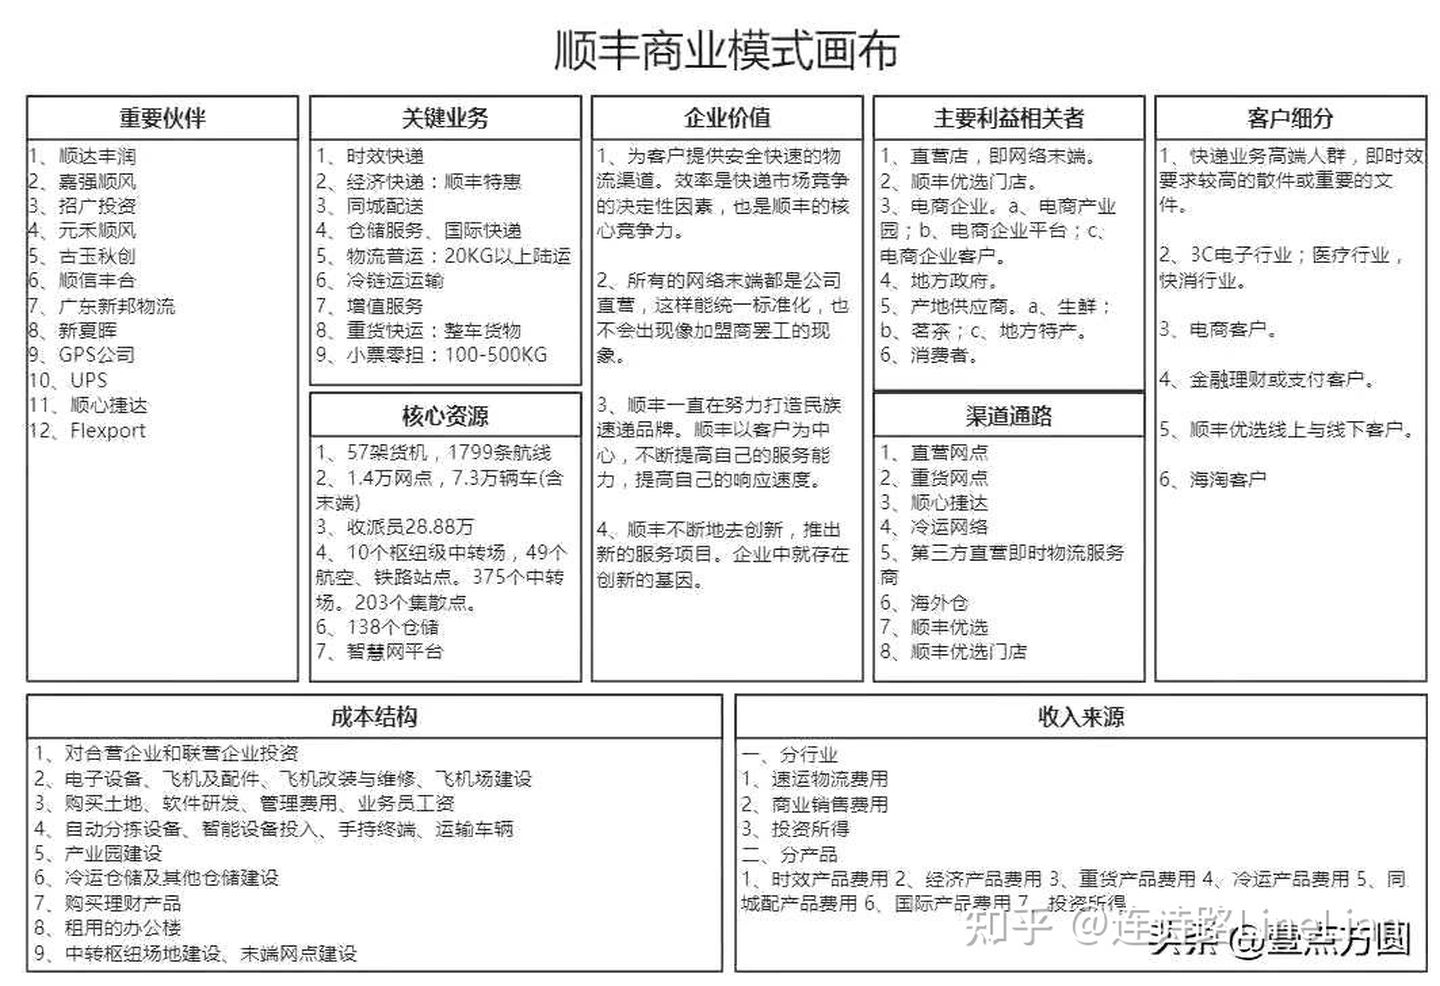 顺丰商业模式画布
重要伙伴
1、顺达丰润
2、嘉强顺风
3、招广投资
4、元禾顺风
5、古玉秋创
6、顺信丰合
7、广东新邦物流
8、新夏晖
9、GPS公司
10、UPS
11、顺心捷达
12、Flexport
关键业务
1、时效快递
2、经济快递：顺丰特惠
3、同城配送
4、仓储服务、国际快递
5、物流普运：20KG以上陆运
6、冷链运运输
7、增值服务
8、重货快运：整车货物
9、小票零担：100-500KG
核心资源
1、57架货机，1799条航线
2、1.4万网点，7.3万辆车(含
末端)
3、收派员28.88万
4、10个枢纽级中转场，49个
航空、铁路站点。375个中转
场。203个集散点。
6、138个仓储
7、智慧网平台
企业价值
1、为客户提供安全快速的物
流渠道。效率是快递市场竞争
的决定性因素，也是顺丰的核
心竞争力。
2、所有的网络末端都是公司
直营，这样能统一标准化，也
不会出现像加盟商罢工的现
象。
3、顺丰一直在努力打造民族
速递品牌。顺丰以客户为中
心，不断提高自己的服务能
力，提高自己的响应速度。
4、顺丰不断地去创新，推出
新的服务项目。企业中就存在
创新的基因。
主要利益相关者
1、直营店，即网络末端。
2、顺丰优选门店。
3、电商企业。a、电商产业
园；b、电商企业平台；c、
电商企业客户。
4、地方政府。
5、产地供应商。a、生鲜；
b、茗茶；c、地方特产。
6、消费者。
渠道通路
1、直营网点
2、重货网点
3、顺心捷达
4、冷运网络
5、第三方直营即时物流服务
商
6、海外仓
7、顺丰优选
8、顺丰优选门店
客户细分
1、快递业务高端人群，即时效
要求较高的散件或重要的文
件。
2、3C电子行业；医疗行业，
快消行业。
3、电商客户。
4、金融理财或支付客户。
5、顺丰优选线上与线下客户。
6、海淘客户
成本结构
1、对合营企业和联营企业投资
2、电子设备、飞机及配件、飞机改装与维修、飞机场建设
3、购买土地、软件研发、管理费用、业务员工资
4、自动分拣设备、智能设备投入、手持终端、运输车辆
5、产业园建设
6、冷运仓储及其他仓储建设
7、购买理财产品
8、租用的办公楼
9、中转枢纽场地建设、末端网点建设
收入来源
一、分行业
1、速运物流费用
2、商业销售费用
3、投资所得
二、分产品
1、时效产品费用 2、经济产品费用 3、重货产品费用 4、冷运产品费用 5、同
城配产品费用 6、国际产品费用 7、投资所得
知乎 @连连路LineLian
头条 @壹点方圆